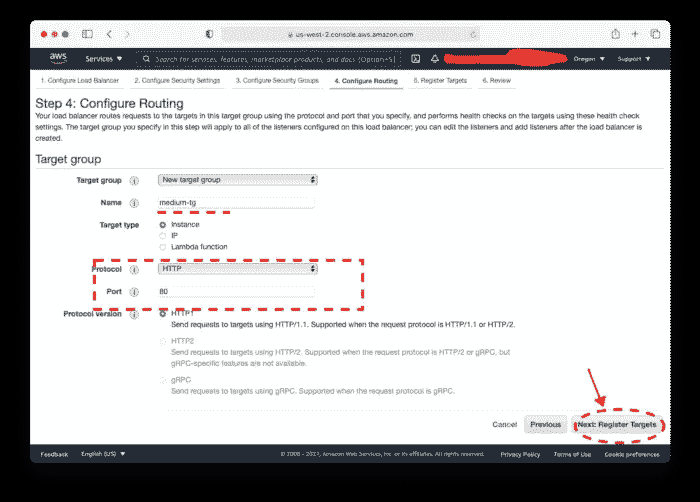 us-west-2.console.aws.amazon.com
aws Services Search for services, features, marketplace products, and docs [Option+S] Oregon Support
1. Configure Load Balancer 2. Configure Security Settings 3. Configure Security Groups 4. Configure Routing 5. Register Targets 6. Review
Step 4: Configure Routing
Your load balancer routes requests to the targets in this target group using the protocol and port that you specify, and performs health checks on the targets using these health check
settings. The target group you specify in this step will apply to all of the listeners configured on this load balancer; you can edit the listeners and add listeners after the load balancer is
created.
Target group
Target group New target group
Name medium-tg
Target type Instance
IP
Lambda function
Protocol HTTP
Port 80
Protocol version HTTP1
Send requests to targets using HTTP/1.1. Supported when the request protocol is HTTP/1.1 or HTTP/2.
HTTP2
Send requests to targets using HTTP/2. Supported when the request protocol is HTTP/2 or gRPC, but
gRPC-specific features are not available.
gRPC
Send requests to targets using gRPC. Supported when the request protocol is gRPC.
Cancel Previous Next: Register Targets
Feedback English (US) © 2008 - 2021, Amazon Web Services, Inc. or its affiliates. All rights reserved. Privacy Policy Terms of Use Cookie preferences